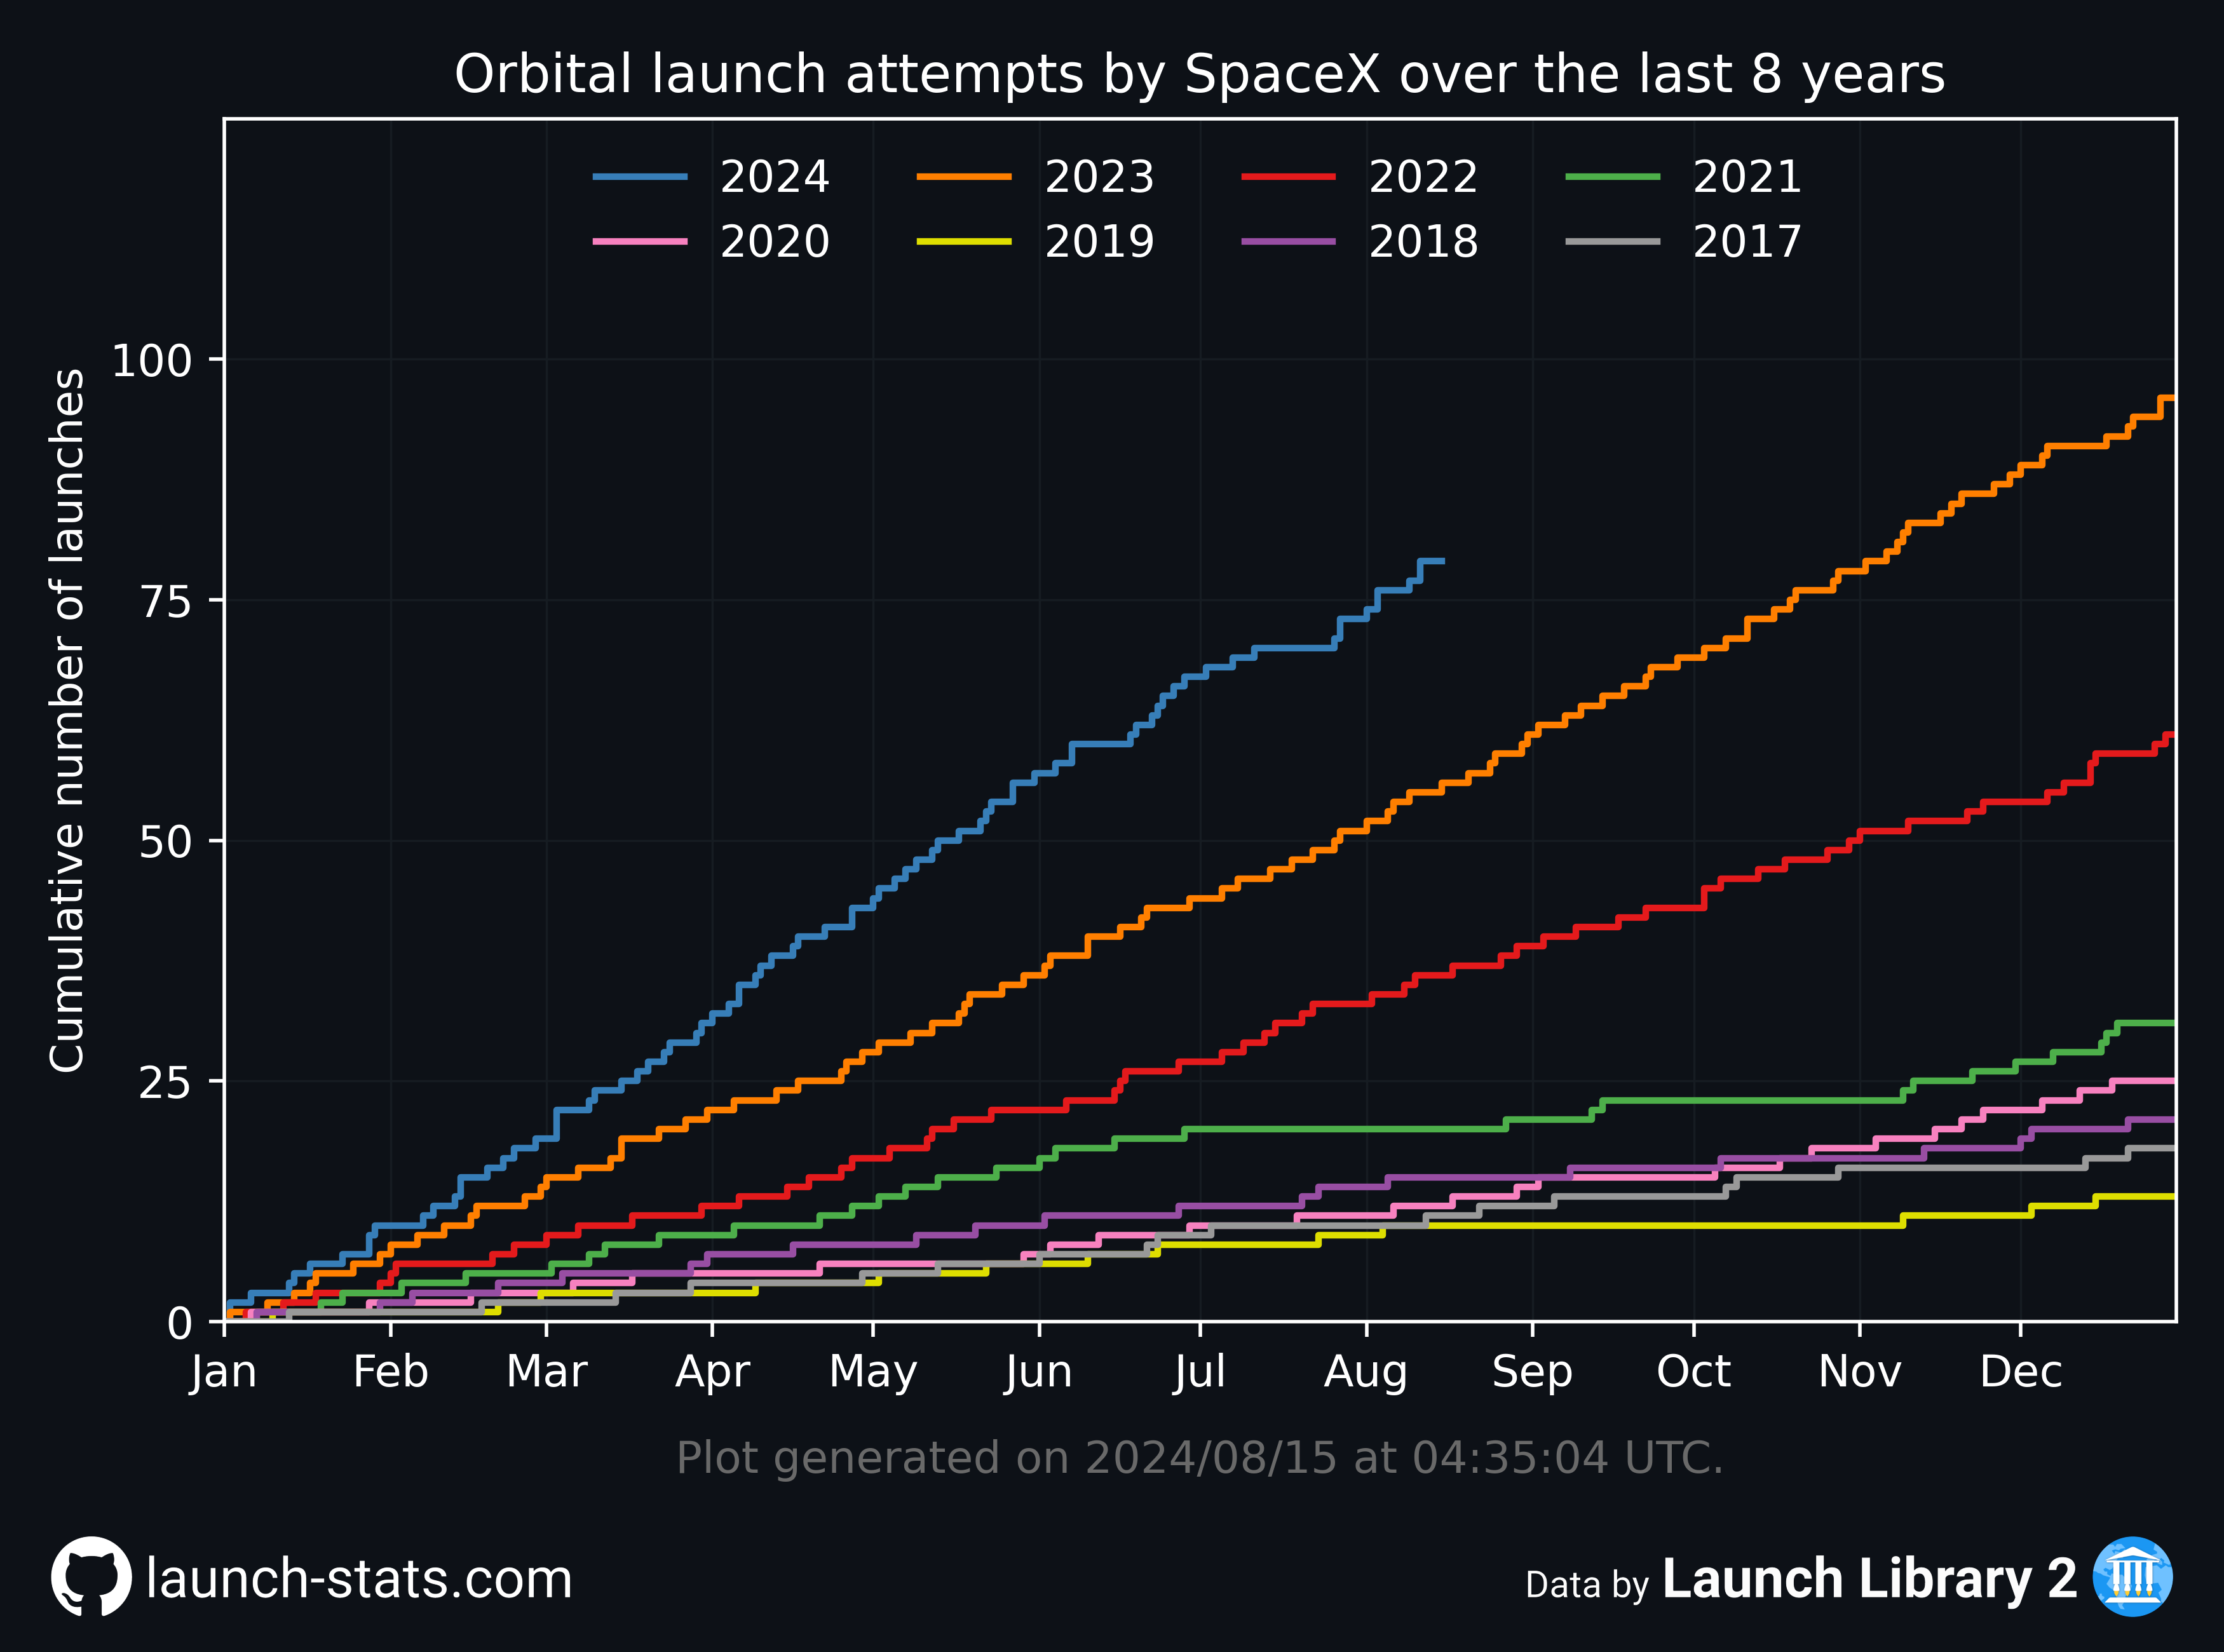 Orbital launch attempts by SpaceX over the last 8 years
2024 2023 2022 2021
2020 2019 2018 2017
Cumulative number of launches
100
75
50
25
0
Jan Feb Mar Apr May Jun Jul Aug Sep Oct Nov Dec
Plot generated on 2024/08/15 at 04:35:04 UTC.
launch-stats.com
Data by Launch Library 2